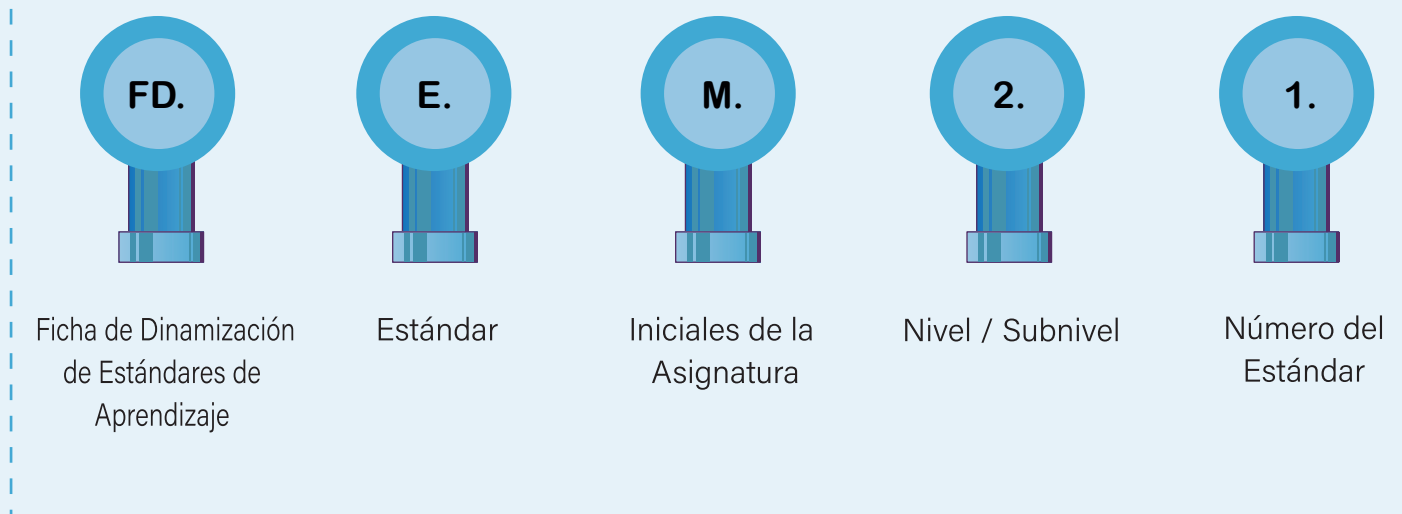 FD.
E.
M.
2.
1.
Ficha de Dinamización
de Estándares de
Aprendizaje
Estándar
Iniciales de la
Asignatura
Nivel / Subnivel
Número del
Estándar